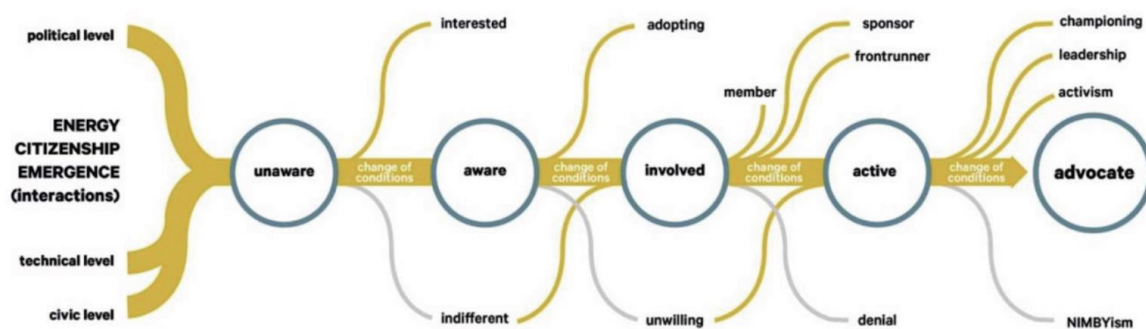 political level
ENERGY
CITIZENSHIP
EMERGENCE
(interactions)
technical level
civic level
unaware
interested
change of
conditions
indifferent
aware
adopting
change of
conditions
unwilling
involved
member
sponsor
frontrunner
change of
conditions
denial
active
championing
leadership
activism
change of
conditions
NIMBYism
advocate